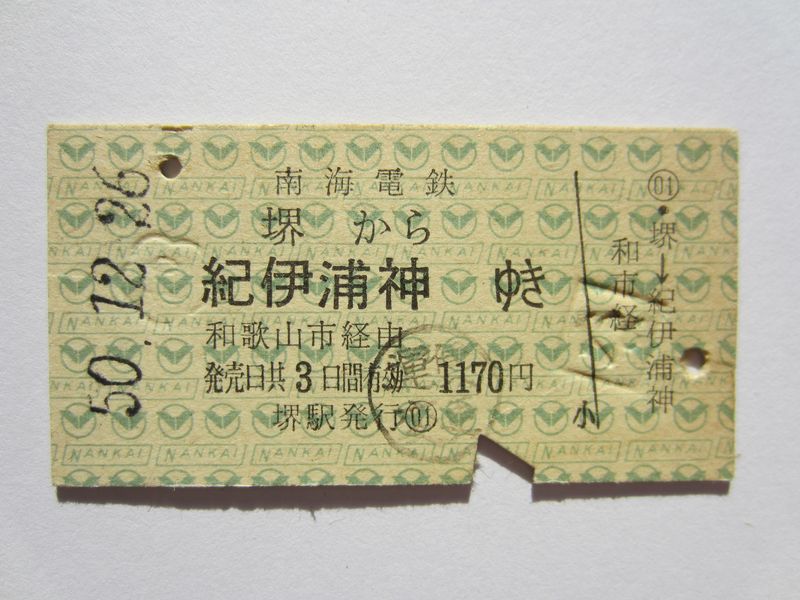 50.12.26
南海電鉄
堺から
紀伊浦神 ゆき
和歌山市経由
発売日共3日間有効 1170円
堺駅発行 01
小
01・堺→紀伊浦神
和市経
NANKAI